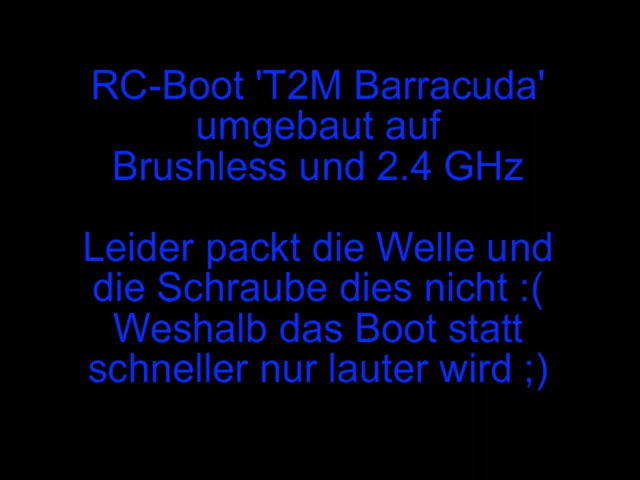 RC-Boot 'T2M Barracuda'
umgebaut auf
Brushless und 2.4 GHz
Leider packt die Welle und
die Schraube dies nicht :(
Weshalb das Boot statt
schneller nur lauter wird ;)